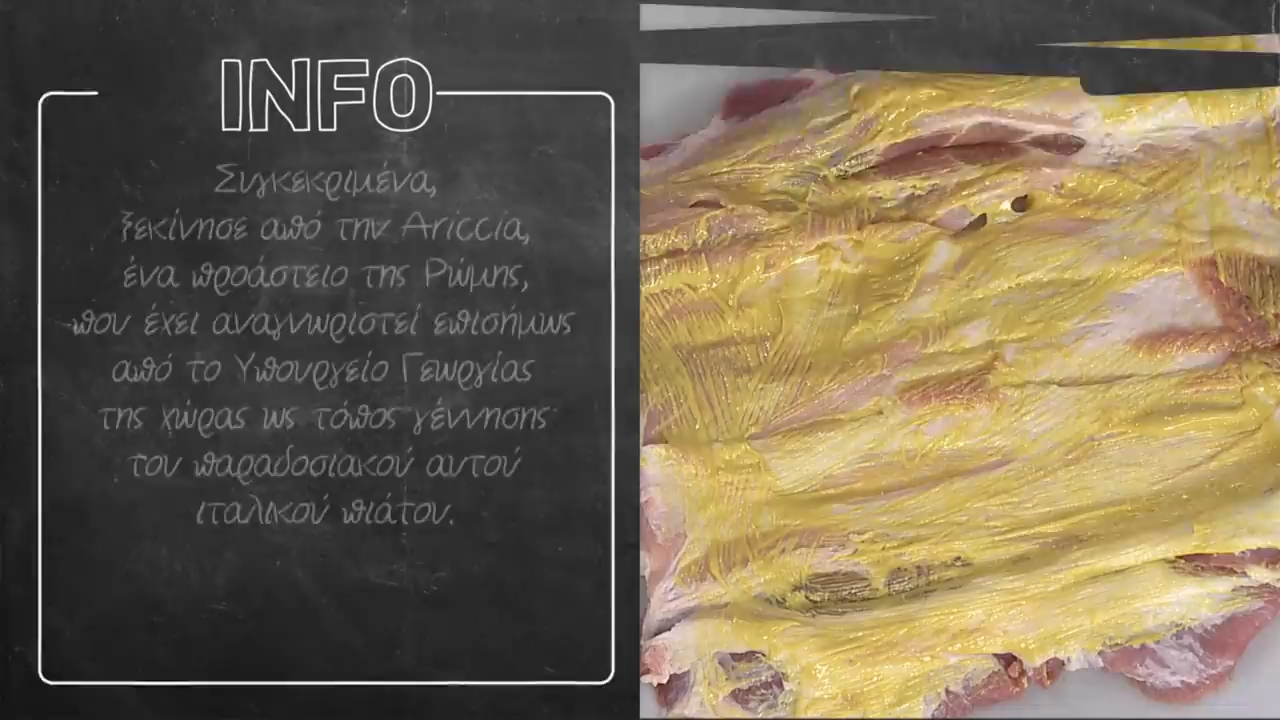 INFO
Συγκεκριμένα,
ξεκίνησε από την Ariccia,
ένα προάστειο της Ρώμης,
που έχει αναγνωριστεί επισήμως
από το Υπουργείο Γεωργίας
της χώρας ως τόπος γέννησης
του παραδοσιακού αυτού
ιταλικού πιάτου.